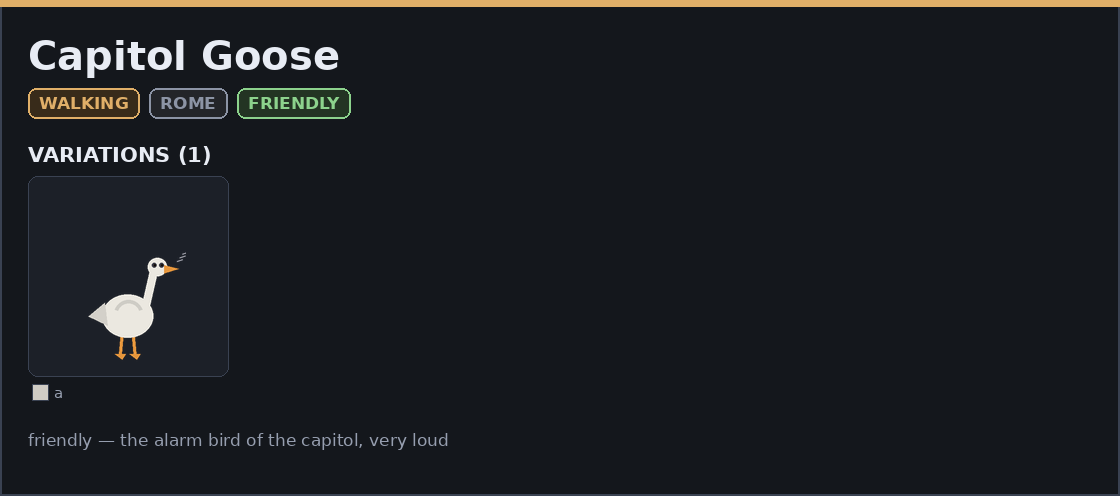 Capitol Goose
WALKING ROME FRIENDLY
VARIATIONS (1)
a
friendly — the alarm bird of the capitol, very loud